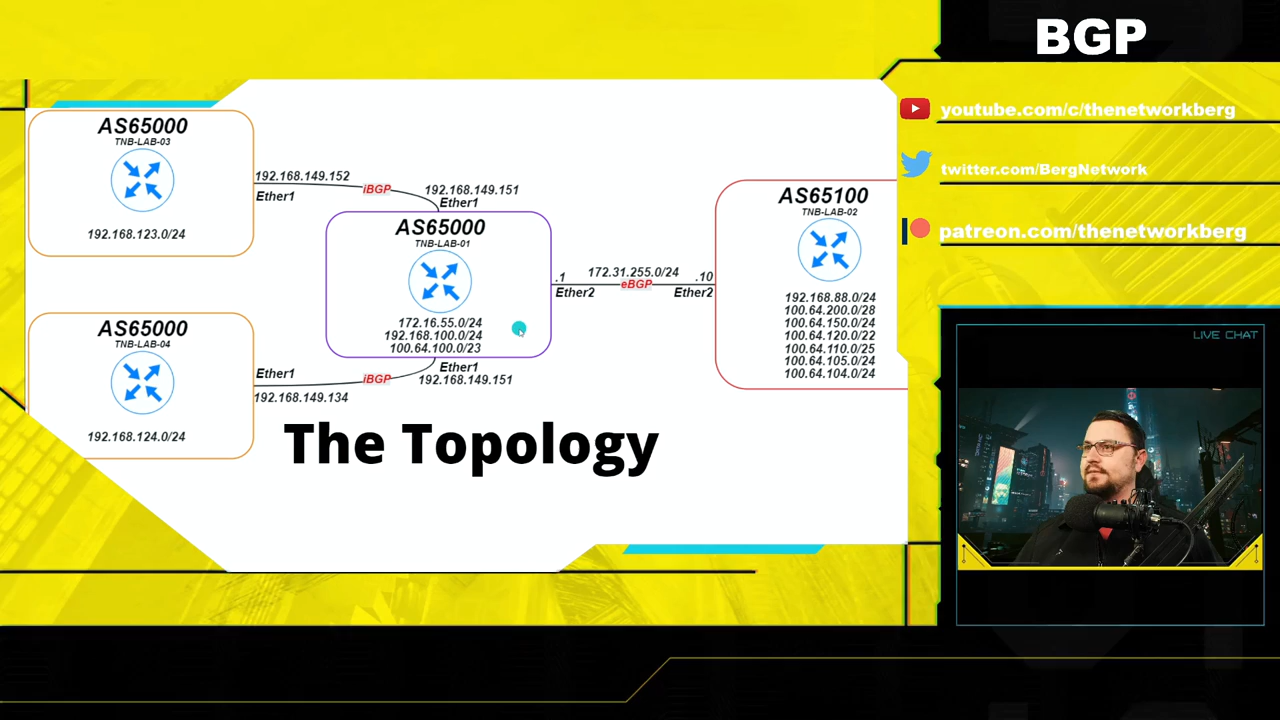 BGP
youtube.com/c/thenetworkberg
twitter.com/BergNetwork
patreon.com/thenetworkberg
LIVE CHAT
AS65000
TNB-LAB-03
192.168.123.0/24
192.168.149.152
Ether1
iBGP
192.168.149.151
Ether1
AS65000
TNB-LAB-01
172.16.55.0/24
192.168.100.0/24
100.64.100.0/23
.1
Ether2
172.31.255.0/24
eBGP
.10
Ether2
AS65100
TNB-LAB-02
192.168.88.0/24
100.64.200.0/28
100.64.150.0/24
100.64.120.0/22
100.64.110.0/25
100.64.105.0/24
100.64.104.0/24
AS65000
TNB-LAB-04
192.168.124.0/24
Ether1
192.168.149.134
iBGP
Ether1
192.168.149.151
The Topology